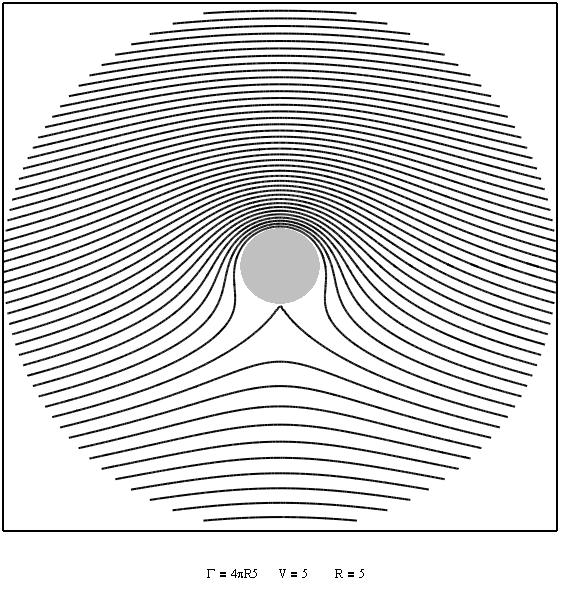 Γ = 4πR5 V = 5 R = 5